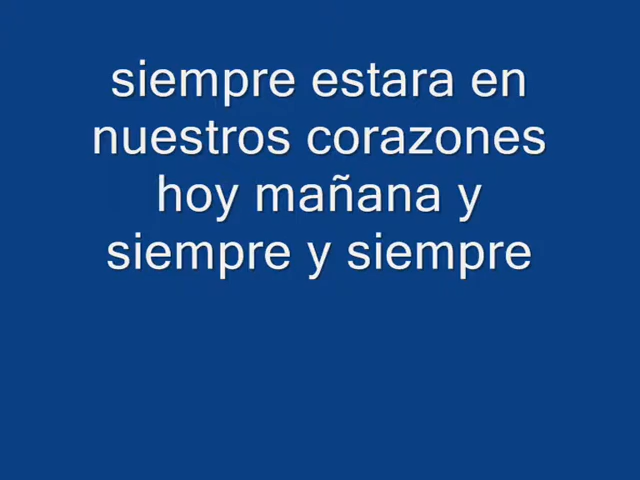 siempre estara en
nuestros corazones
hoy mañana y
siempre y siempre